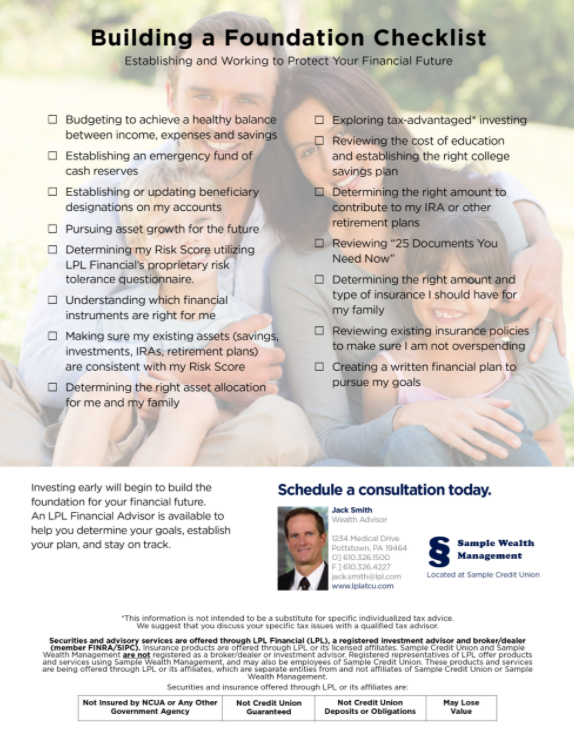 Building a Foundation Checklist
Establishing and Working to Protect Your Financial Future
☐ Budgeting to achieve a healthy balance
between income, expenses and savings
☐ Establishing an emergency fund of
cash reserves
☐ Establishing or updating beneficiary
designations on my accounts
☐ Pursuing asset growth for the future
☐ Determining my Risk Score utilizing
LPL Financial's proprietary risk
tolerance questionnaire.
☐ Understanding which financial
instruments are right for me
☐ Making sure my existing assets (savings,
investments, IRAs, retirement plans)
are consistent with my Risk Score
☐ Determining the right asset allocation
for me and my family
☐ Exploring tax-advantaged* investing
☐ Reviewing the cost of education
and establishing the right college
savings plan
☐ Determining the right amount to
contribute to my IRA or other
retirement plans
☐ Reviewing "25 Documents You
Need Now"
☐ Determining the right amount and
type of insurance I should have for
my family
☐ Reviewing existing insurance policies
to make sure I am not overspending
☐ Creating a written financial plan to
pursue my goals
Investing early will begin to build the
foundation for your financial future.
An LPL Financial Advisor is available to
help you determine your goals, establish
your plan, and stay on track.
Schedule a consultation today.
Jack Smith
Wealth Advisor
1234 Medical Drive
Pottstown, PA 19464
O] 610.326.1500
F ] 610.326.4227
jack.smith@lpl.com
www.lplatcu.com
Sample Wealth
Management
Located at Sample Credit Union
*This information is not intended to be a substitute for specific individualized tax advice.
We suggest that you discuss your specific tax issues with a qualified tax advisor.
Securities and advisory services are offered through LPL Financial (LPL), a registered investment advisor and broker/dealer
(member FINRA/SIPC). Insurance products are offered through LPL or its licensed affiliates. Sample Credit Union and Sample
Wealth Management are not registered as a broker/dealer or investment advisor. Registered representatives of LPL offer products
and services using Sample Wealth Management, and may also be employees of Sample Credit Union. These products and services
are being offered through LPL or its affiliates, which are separate entities from and not affiliates of Sample Credit Union or Sample
Wealth Management.
Securities and insurance offered through LPL or its affiliates are:
Not Insured by NCUA or Any Other
Government Agency
Not Credit Union
Guaranteed
Not Credit Union
Deposits or Obligations
May Lose
Value